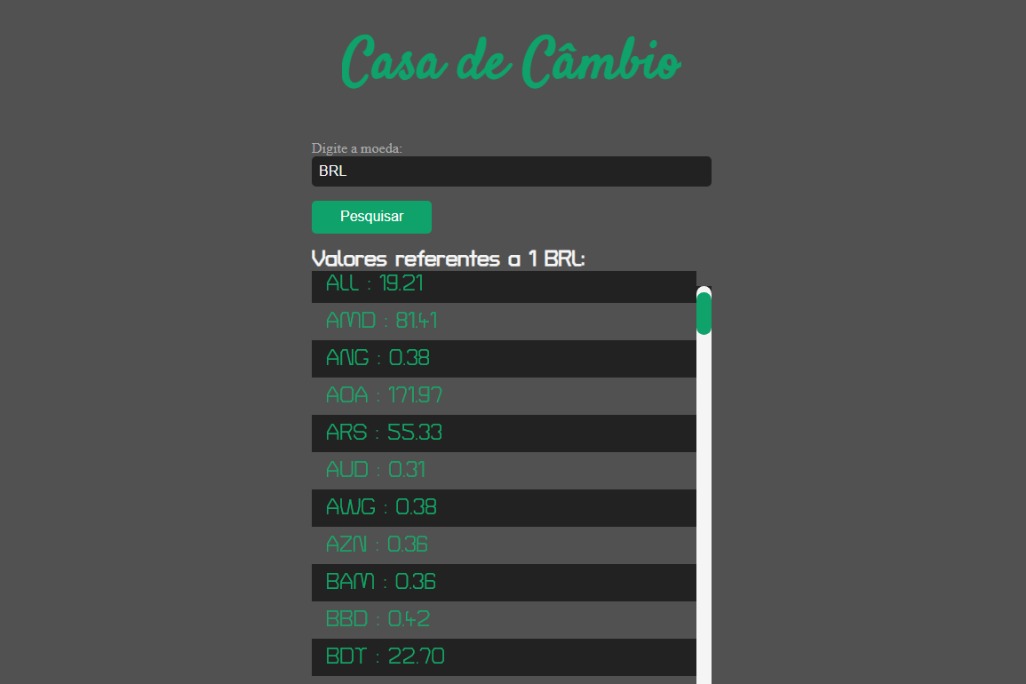 Casa de Câmbio
Digite a moeda:
BRL
Pesquisar
Valores referentes a 1 BRL:
ALL : 19.21
AMD : 81.41
ANG : 0.38
AOA : 171.97
ARS : 55.33
AUD : 0.31
AWG : 0.38
AZN : 0.36
BAM : 0.36
BBD : 0.42
BDT : 22.70